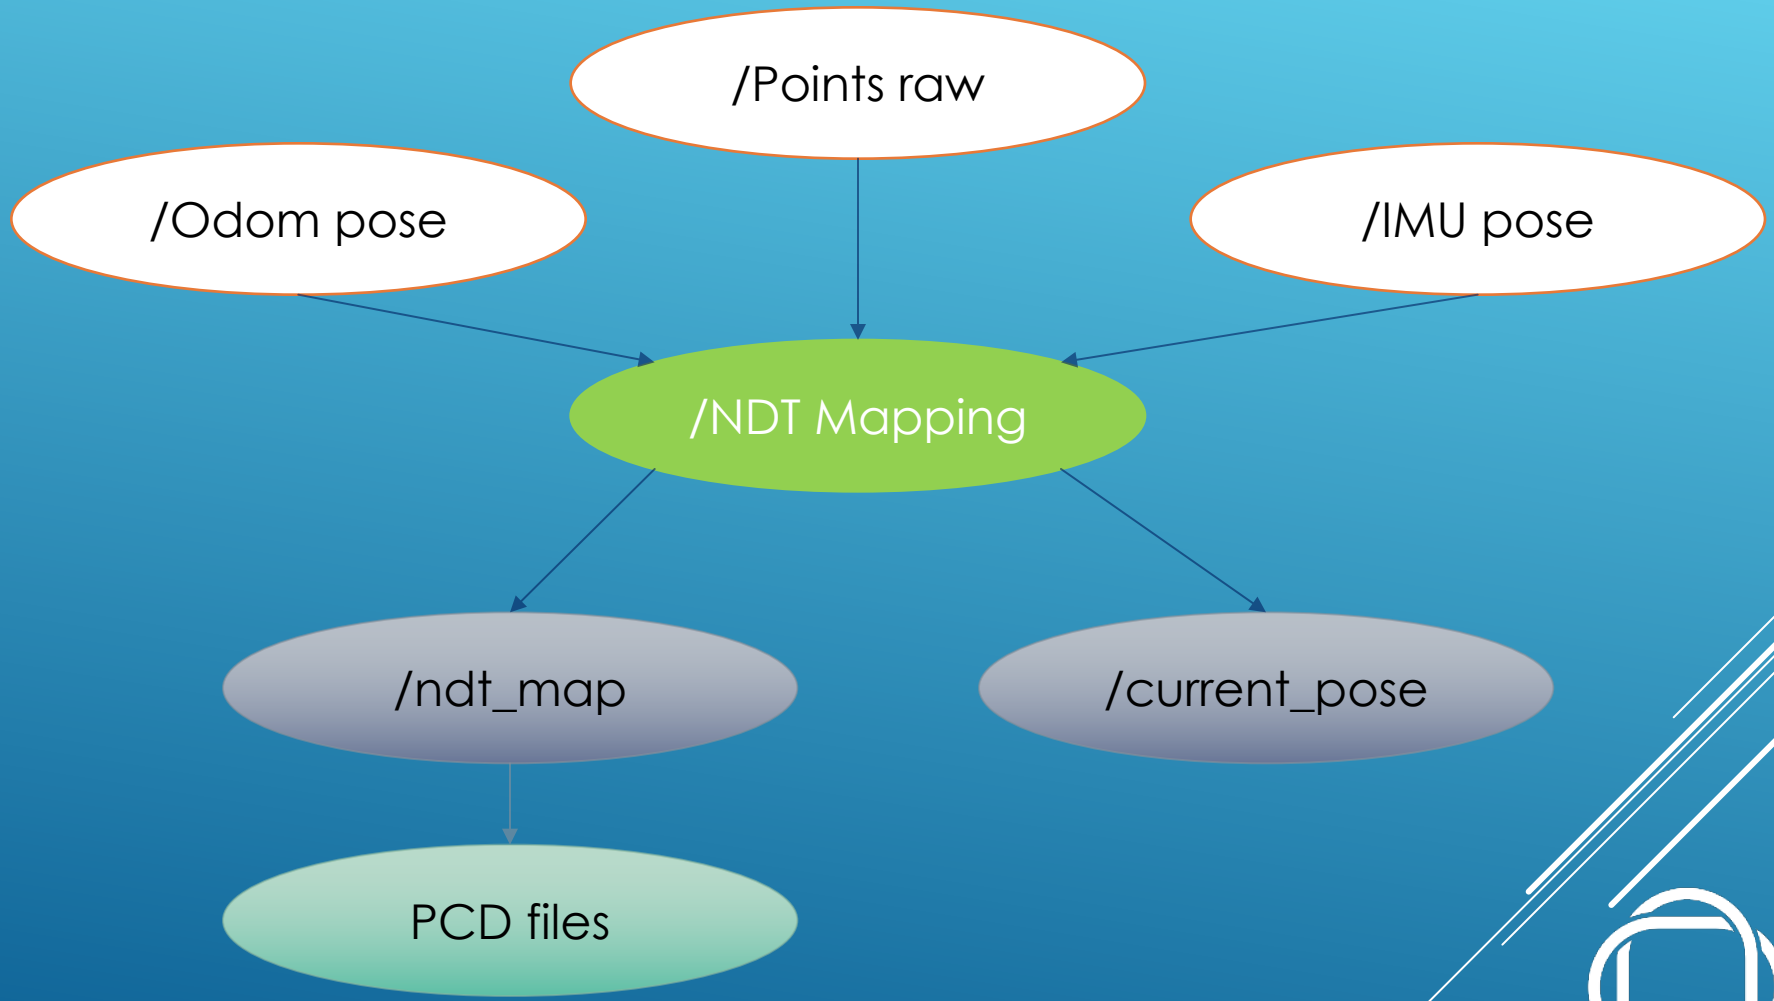 /Points raw
/Odom pose
/IMU pose
/NDT Mapping
/ndt_map
/current_pose
PCD files